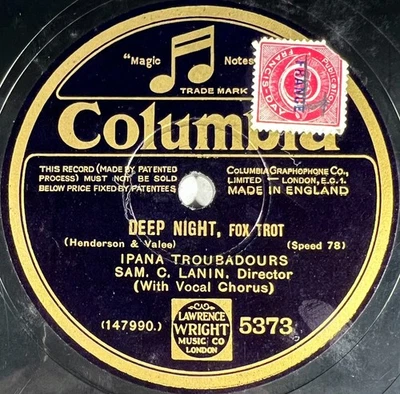 "Magic Notes
TRADE MARK
Columbia
THIS RECORD (MADE BY PATENTED
PROCESS) MUST NOT BE SOLD
BELOW PRICE FIXED BY PATENTEES
COLUMBIA GRAPHOPHONE CO.,
LIMITED — LONDON, E.G.1.
MADE IN ENGLAND
DEEP NIGHT, FOX TROT
(Henderson & Valee) (Speed 78)
IPANA TROUBADOURS
SAM. C. LANIN, Director
(With Vocal Chorus)
(147990.)
LAWRENCE
WRIGHT
MUSIC CO
LONDON
5373